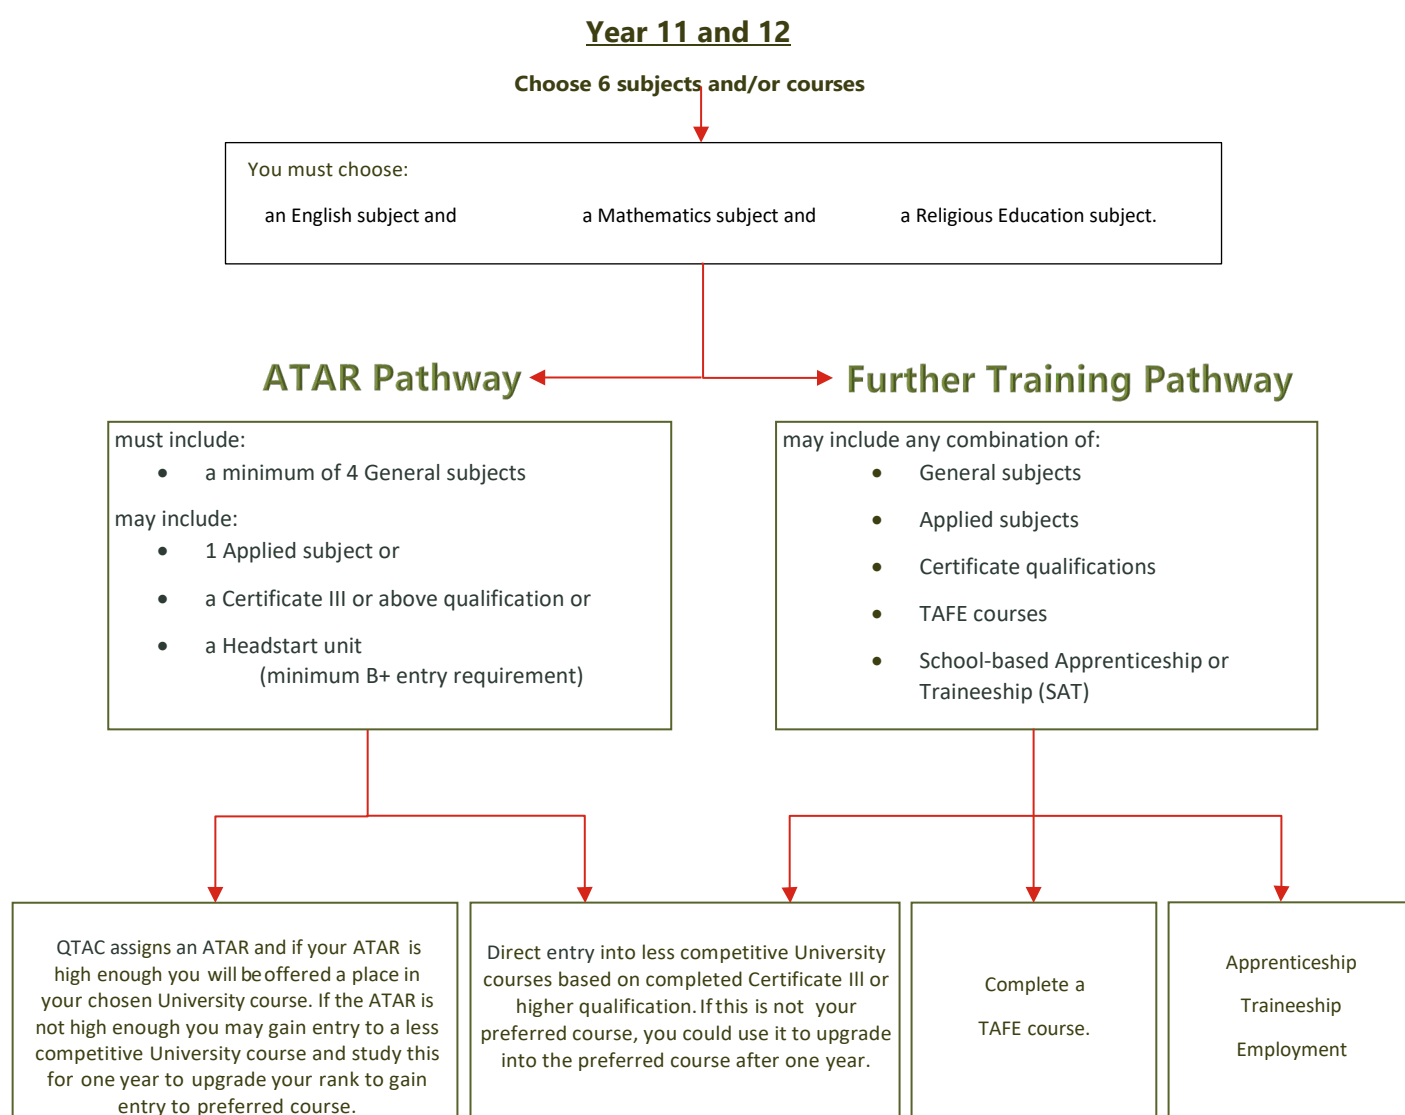 Year 11 and 12
Choose 6 subjects and/or courses
You must choose:
an English subject and a Mathematics subject and a Religious Education subject.
ATAR Pathway
Further Training Pathway
must include:
• a minimum of 4 General subjects
may include:
• 1 Applied subject or
• a Certificate III or above qualification or
• a Headstart unit
(minimum B+ entry requirement)
may include any combination of:
• General subjects
• Applied subjects
• Certificate qualifications
• TAFE courses
• School-based Apprenticeship or
Traineeship (SAT)
QTAC assigns an ATAR and if your ATAR is
high enough you will be offered a place in
your chosen University course. If the ATAR is
not high enough you may gain entry to a less
competitive University course and study this
for one year to upgrade your rank to gain
entry to preferred course.
Direct entry into less competitive University
courses based on completed Certificate Ill or
higher qualification. If this is not your
preferred course, you could use it to upgrade
into the preferred course after one year.
Complete a
TAFE course.
Apprenticeship
Traineeship
Employment